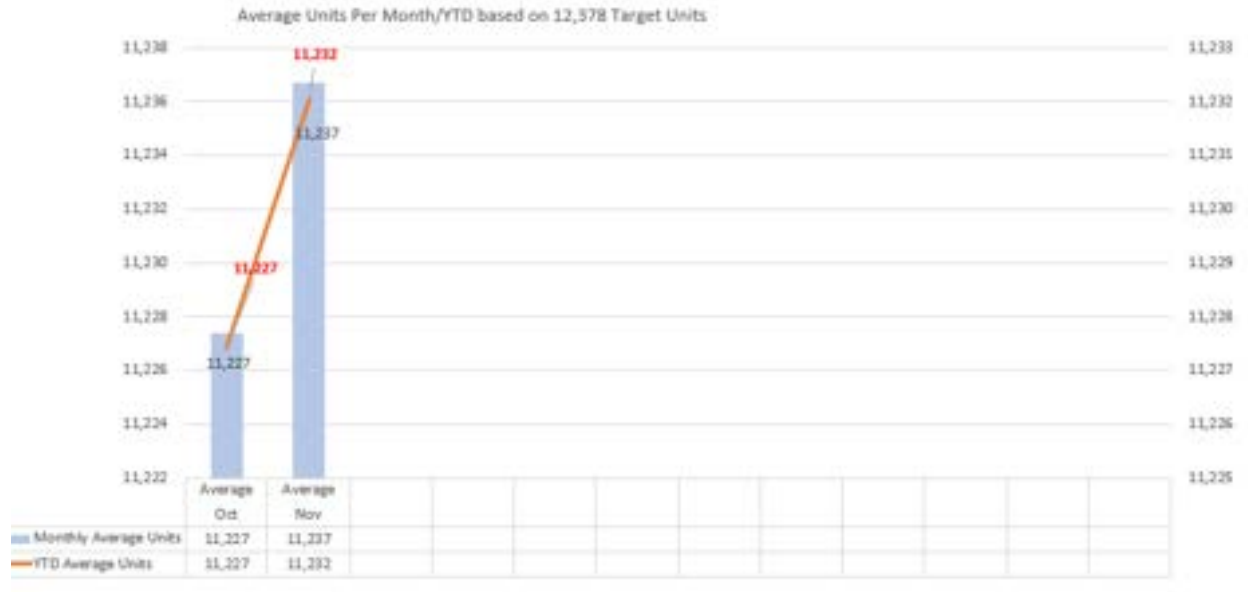 Average Units Per Month/YTD based on 12,378 Target Units
11,238 11,232 11,233
11,236 11,232
11,237
11,234 11,231
11,232 11,230
11,230 11,227 11,229
11,228 11,228
11,227
11,226 11,227
11,224 11,226
11,222 11,225
Average Average
Oct Nov
Monthly Average Units 11,227 11,237
YTD Average Units 11,227 11,232